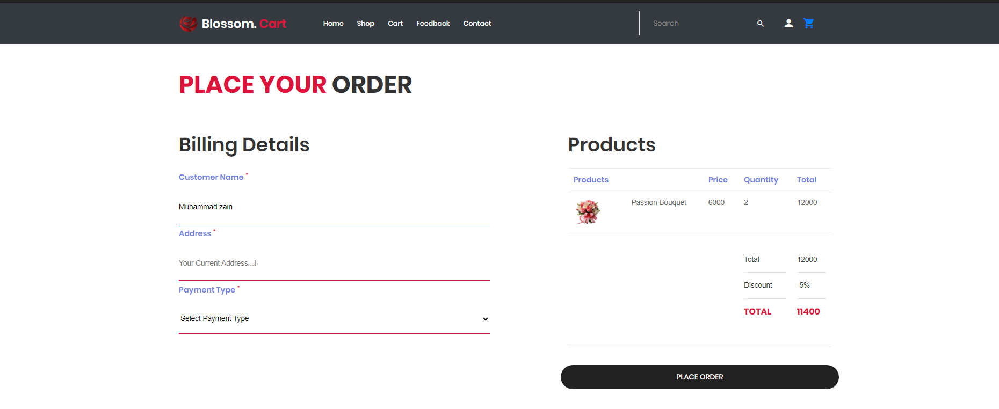 Blossom. Cart Home Shop Cart Feedback Contact Search
PLACE YOUR ORDER
Billing Details
Customer Name *
Muhammad zain
Address *
Your Current Address...!
Payment Type *
Select Payment Type
Products
Products Price Quantity Total
Passion Bouquet 6000 2 12000
Total 12000
Discount -5%
TOTAL 11400
PLACE ORDER